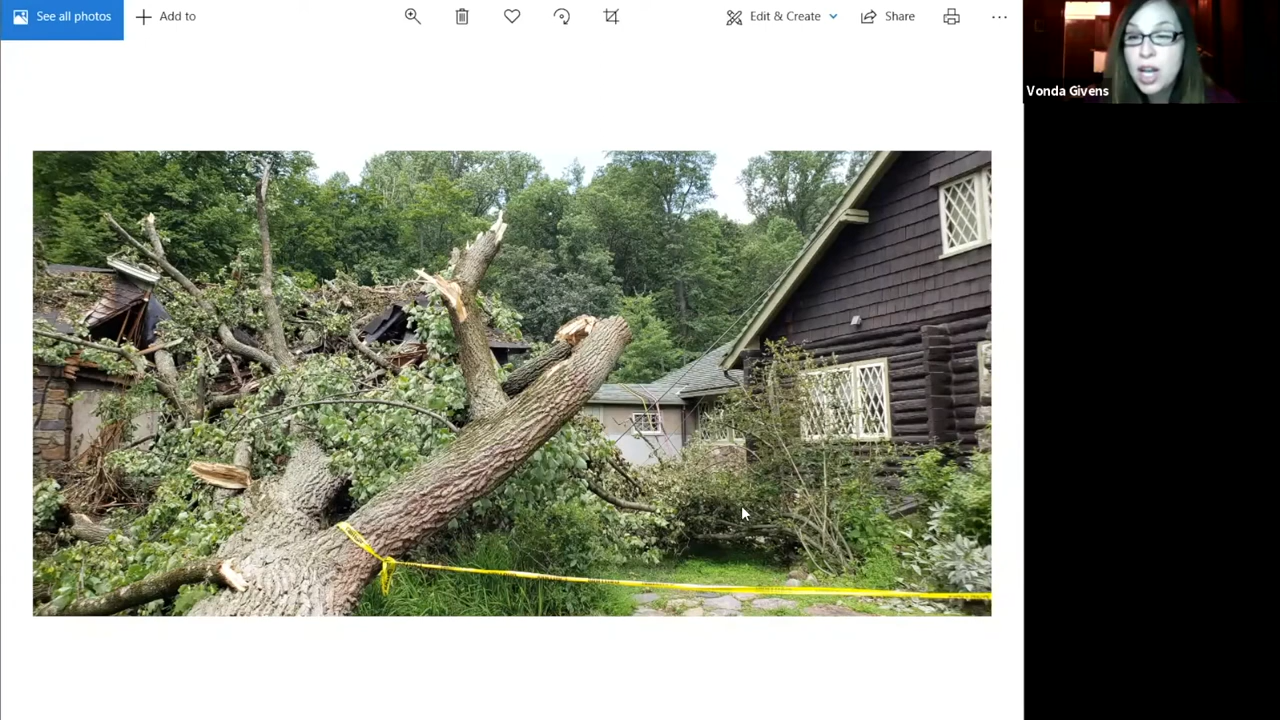 See all photos
Add to
Edit & Create
Share
Vonda Givens